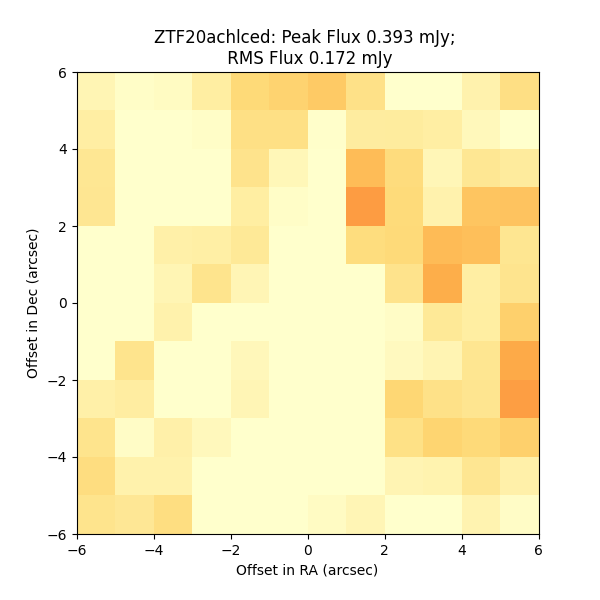 ZTF20achlced: Peak Flux 0.393 mJy;
RMS Flux 0.172 mJy
6
4
2
0
−2
−4
−6
Offset in Dec (arcsec)
−6 −4 −2 0 2 4 6
Offset in RA (arcsec)